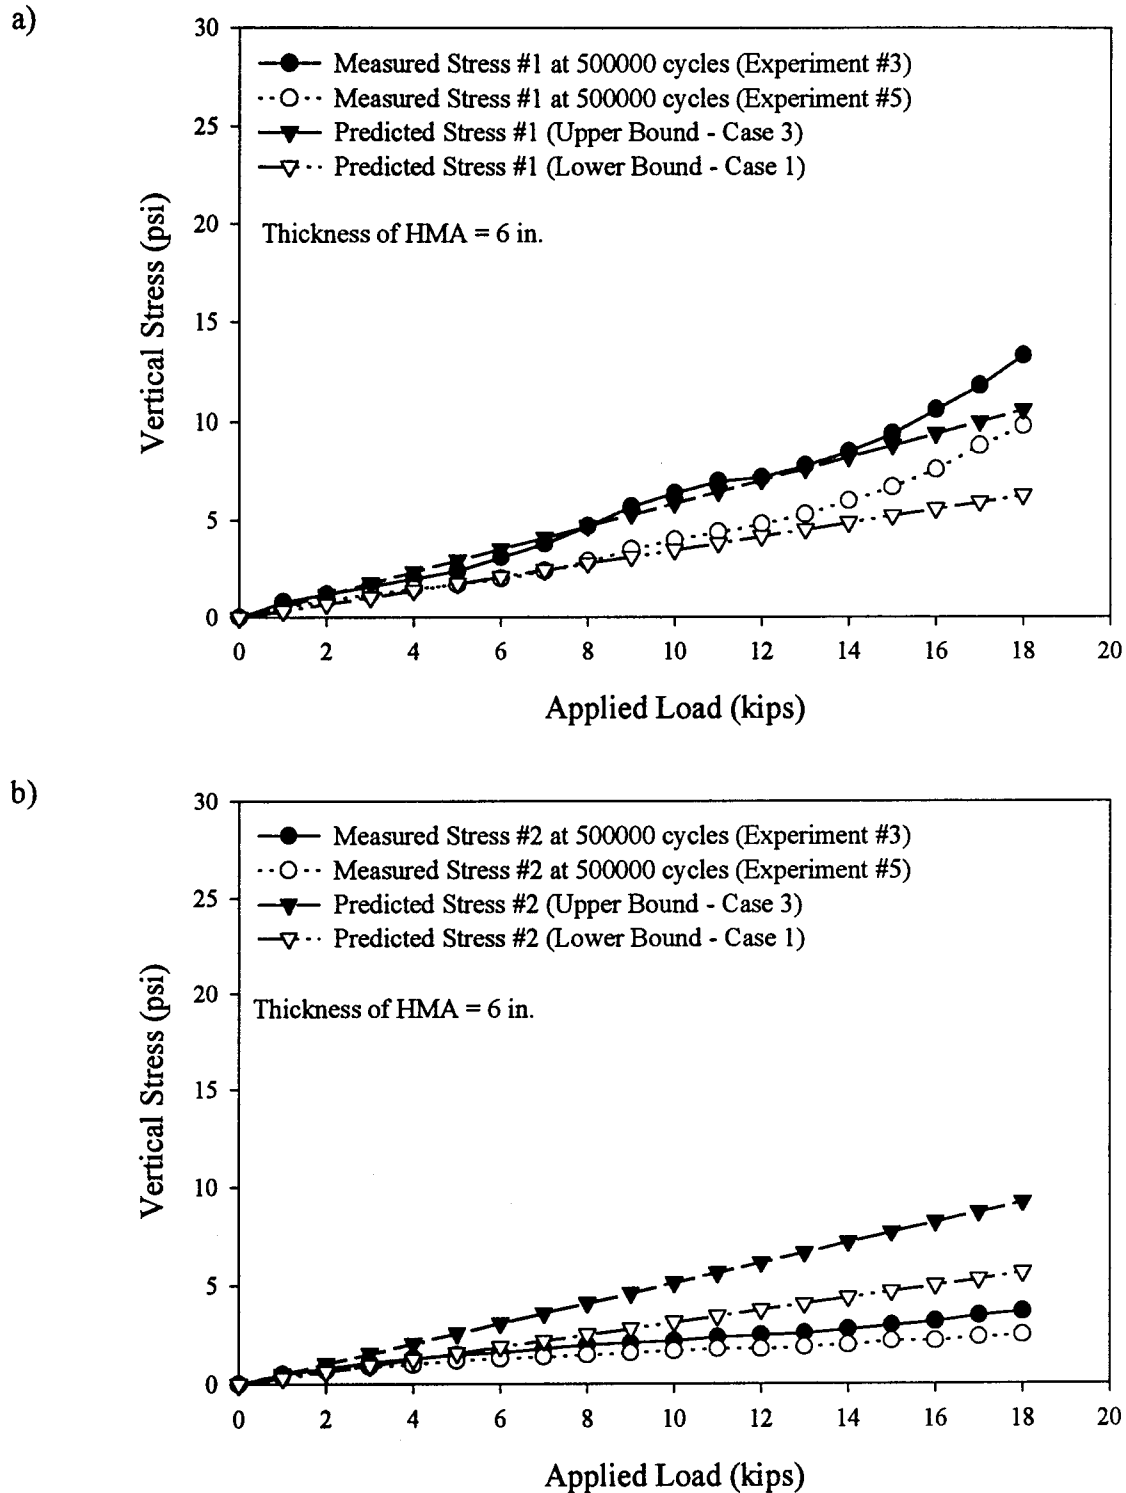 a)
30
25
20
15
10
5
0
Vertical Stress (psi)
Measured Stress #1 at 500000 cycles (Experiment #3)
Measured Stress #1 at 500000 cycles (Experiment #5)
Predicted Stress #1 (Upper Bound - Case 3)
Predicted Stress #1 (Lower Bound - Case 1)
Thickness of HMA = 6 in.
0 2 4 6 8 10 12 14 16 18 20
Applied Load (kips)
b)
30
25
20
15
10
5
0
Vertical Stress (psi)
Measured Stress #2 at 500000 cycles (Experiment #3)
Measured Stress #2 at 500000 cycles (Experiment #5)
Predicted Stress #2 (Upper Bound - Case 3)
Predicted Stress #2 (Lower Bound - Case 1)
Thickness of HMA = 6 in.
0 2 4 6 8 10 12 14 16 18 20
Applied Load (kips)